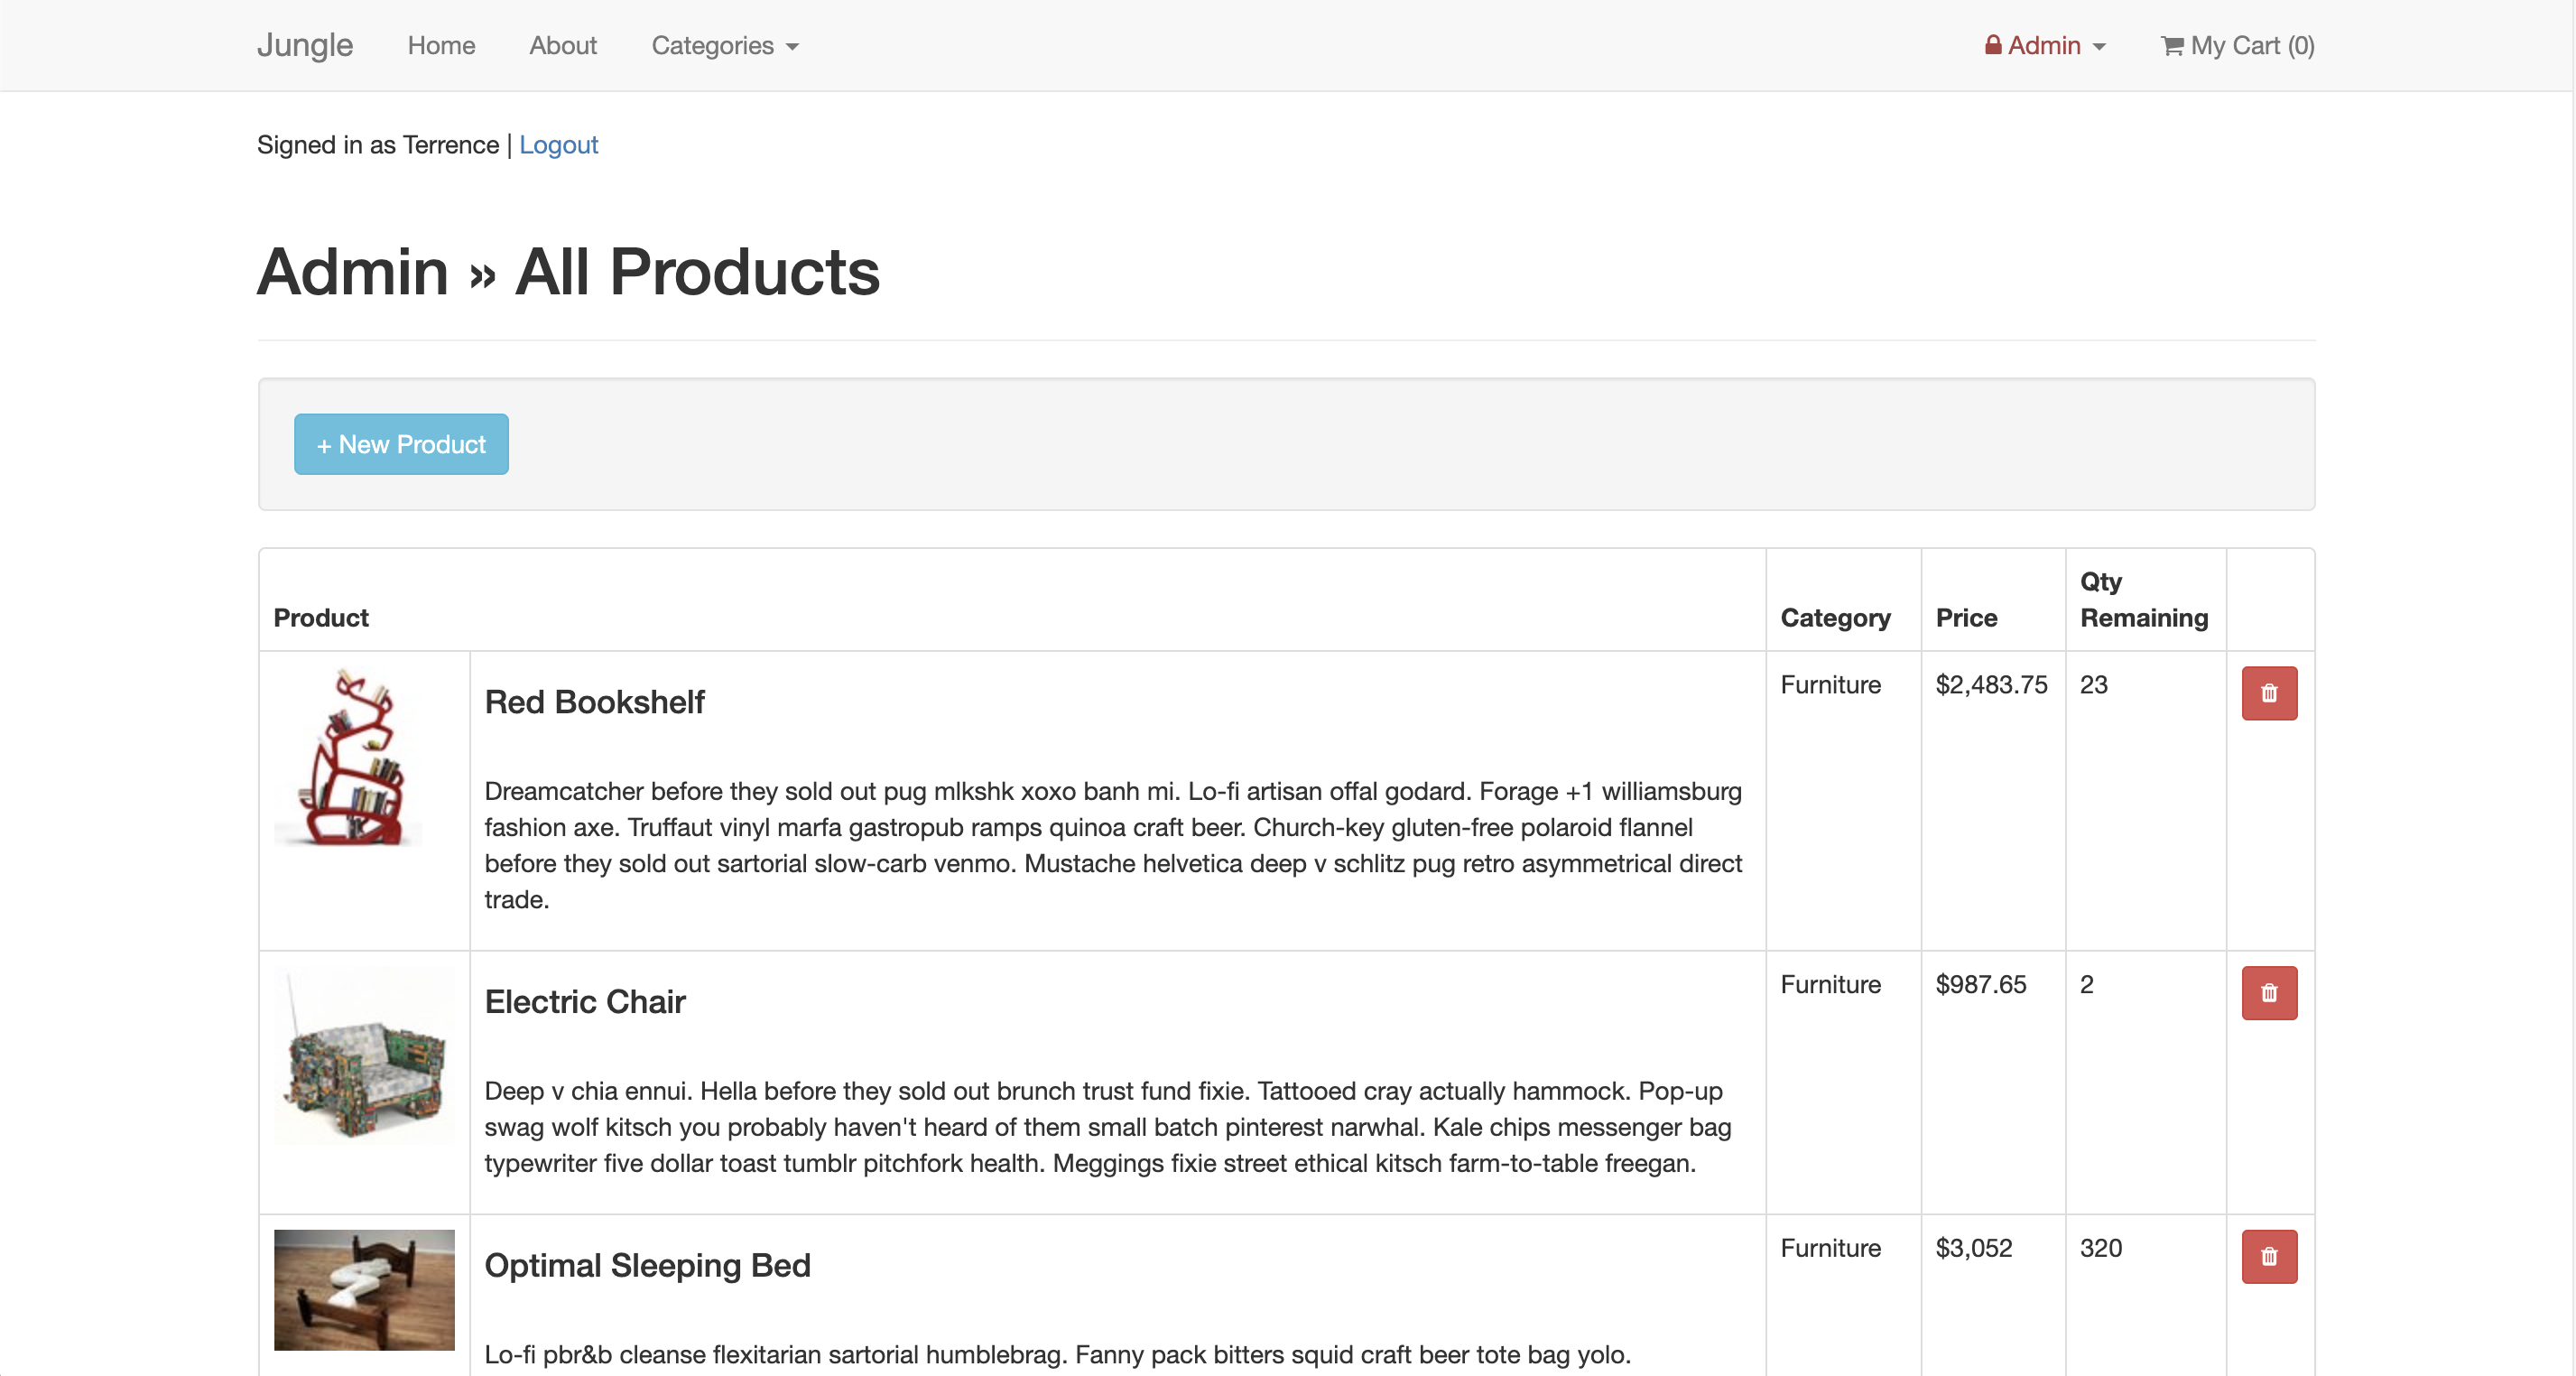 Jungle Home About Categories Admin My Cart (0)
Signed in as Terrence | Logout
Admin » All Products
+ New Product
Product Category Price Qty Remaining
Red Bookshelf Furniture $2,483.75 23
Dreamcatcher before they sold out pug mlkshk xoxo banh mi. Lo-fi artisan offal godard. Forage +1 williamsburg
fashion axe. Truffaut vinyl marfa gastropub ramps quinoa craft beer. Church-key gluten-free polaroid flannel
before they sold out sartorial slow-carb venmo. Mustache helvetica deep v schlitz pug retro asymmetrical direct
trade.
Electric Chair Furniture $987.65 2
Deep v chia ennui. Hella before they sold out brunch trust fund fixie. Tattooed cray actually hammock. Pop-up
swag wolf kitsch you probably haven't heard of them small batch pinterest narwhal. Kale chips messenger bag
typewriter five dollar toast tumblr pitchfork health. Meggings fixie street ethical kitsch farm-to-table freegan.
Optimal Sleeping Bed Furniture $3,052 320
Lo-fi pbr&b cleanse flexitarian sartorial humblebrag. Fanny pack bitters squid craft beer tote bag yolo.